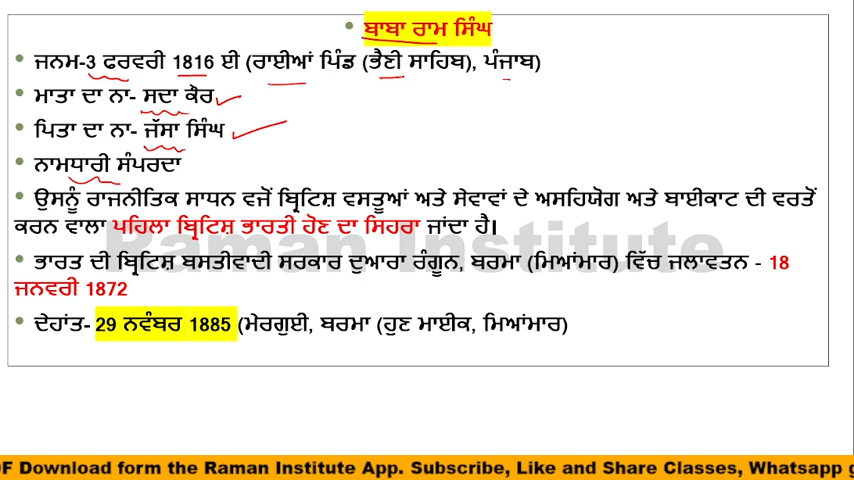 ਬਾਬਾ ਰਾਮ ਸਿੰਘ
ਜਨਮ-3 ਫਰਵਰੀ 1816 ਈ (ਰਾਈਆਂ ਪਿੰਡ (ਭੈਣੀ ਸਾਹਿਬ), ਪੰਜਾਬ)
ਮਾਤਾ ਦਾ ਨਾ- ਸਦਾ ਕੌਰ
ਪਿਤਾ ਦਾ ਨਾ- ਜੱਸਾ ਸਿੰਘ
ਨਾਮਧਾਰੀ ਸੰਪਰਦਾ
ਉਸਨੂੰ ਰਾਜਨੀਤਿਕ ਸਾਧਨ ਵਜੋਂ ਬ੍ਰਿਟਿਸ਼ ਵਸਤੂਆਂ ਅਤੇ ਸੇਵਾਵਾਂ ਦੇ ਅਸਹਿਯੋਗ ਅਤੇ ਬਾਈਕਾਟ ਦੀ ਵਰਤੋਂ
ਕਰਨ ਵਾਲਾ ਪਹਿਲਾ ਬ੍ਰਿਟਿਸ਼ ਭਾਰਤੀ ਹੋਣ ਦਾ ਸਿਹਰਾ ਜਾਂਦਾ ਹੈ।
Raman Institute
ਭਾਰਤ ਦੀ ਬ੍ਰਿਟਿਸ਼ ਬਸਤੀਵਾਦੀ ਸਰਕਾਰ ਦੁਆਰਾ ਰੰਗੂਨ, ਬਰਮਾ (ਮਿਆਂਮਾਰ) ਵਿੱਚ ਜਲਾਵਤਨ - 18
ਜਨਵਰੀ 1872
ਦੇਹਾਂਤ- 29 ਨਵੰਬਰ 1885 (ਮੇਰਗੁਈ, ਬਰਮਾ (ਹੁਣ ਮਾਈਕ, ਮਿਆਂਮਾਰ)
DF Download form the Raman Institute App. Subscribe, Like and Share Classes, Whatsapp g